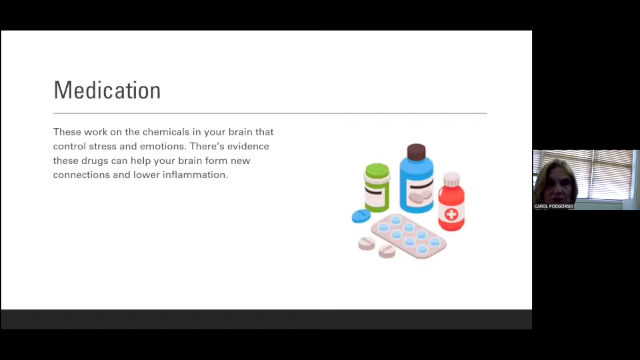 Medication
These work on the chemicals in your brain that
control stress and emotions. There's evidence
these drugs can help your brain form new
connections and lower inflammation.
CAROL PODGORSKI